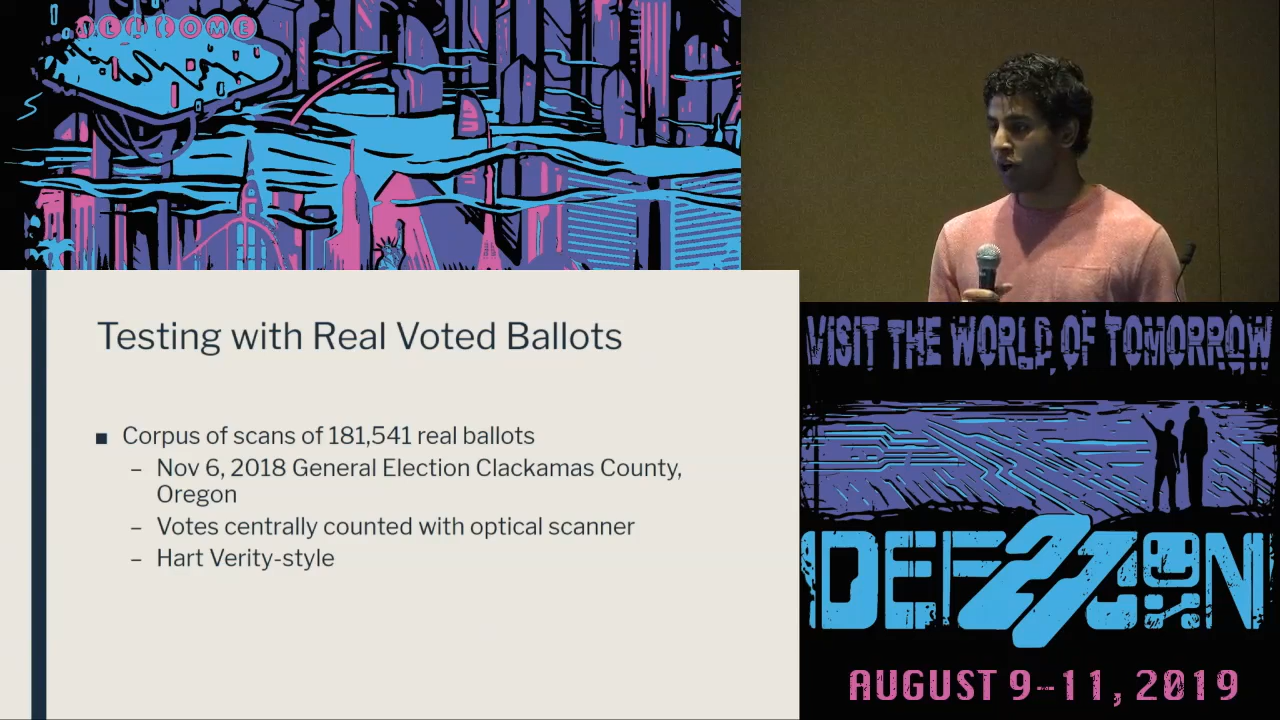 WELCOME
Testing with Real Voted Ballots
■ Corpus of scans of 181,541 real ballots
– Nov 6, 2018 General Election Clackamas County,
Oregon
– Votes centrally counted with optical scanner
– Hart Verity-style
VISIT THE WORLD OF TOMORROW
DEF27CON
AUGUST 9--11, 2019